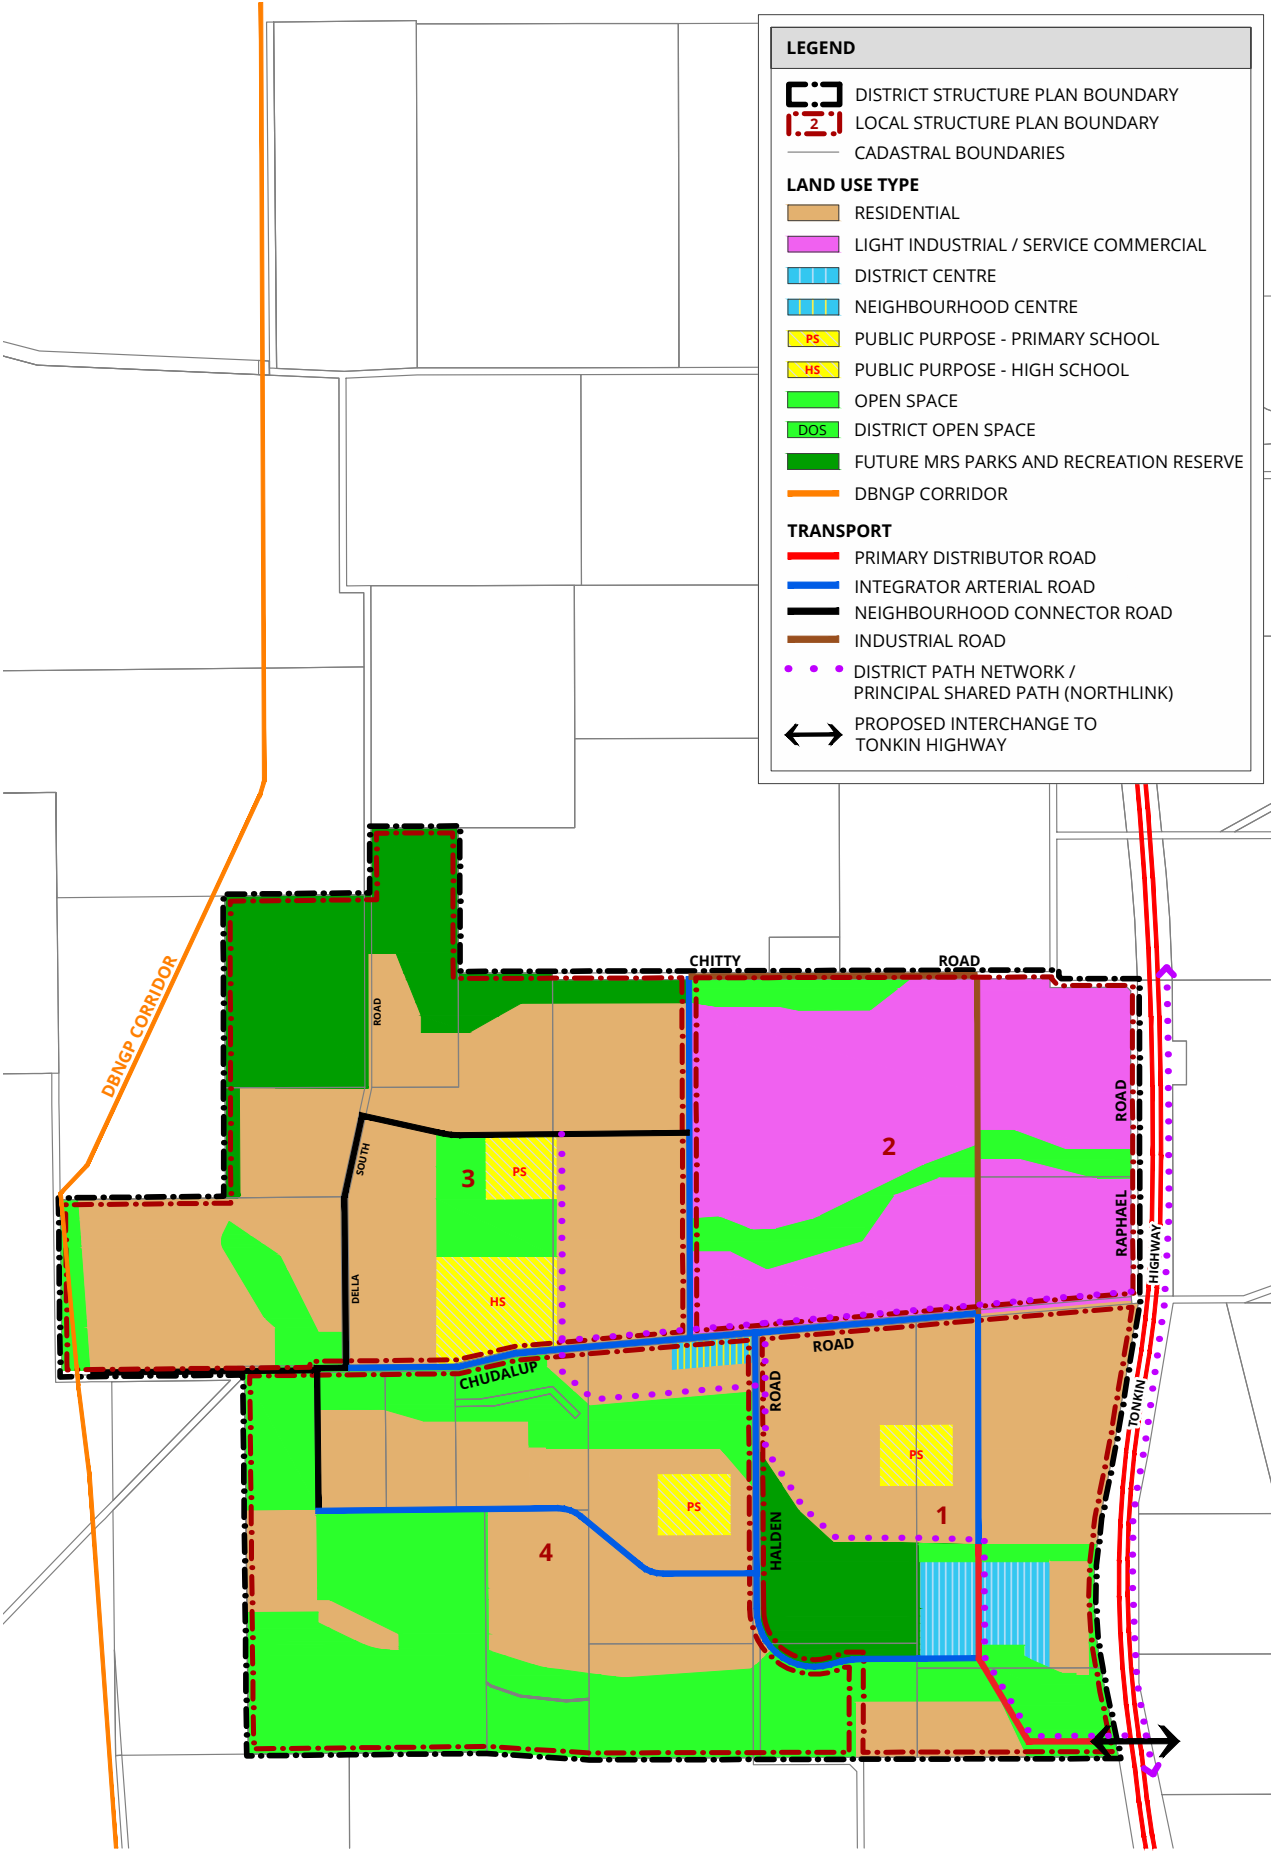 LEGEND
DISTRICT STRUCTURE PLAN BOUNDARY
2
LOCAL STRUCTURE PLAN BOUNDARY
CADASTRAL BOUNDARIES
LAND USE TYPE
RESIDENTIAL
LIGHT INDUSTRIAL / SERVICE COMMERCIAL
DISTRICT CENTRE
NEIGHBOURHOOD CENTRE
PS
PUBLIC PURPOSE - PRIMARY SCHOOL
HS
PUBLIC PURPOSE - HIGH SCHOOL
OPEN SPACE
DOS
DISTRICT OPEN SPACE
FUTURE MRS PARKS AND RECREATION RESERVE
DBNGP CORRIDOR
TRANSPORT
PRIMARY DISTRIBUTOR ROAD
INTEGRATOR ARTERIAL ROAD
NEIGHBOURHOOD CONNECTOR ROAD
INDUSTRIAL ROAD
DISTRICT PATH NETWORK /
PRINCIPAL SHARED PATH (NORTHLINK)
PROPOSED INTERCHANGE TO
TONKIN HIGHWAY
CHITTY ROAD
DBNGP CORRIDOR
ROAD
SOUTH
DELLA
3
PS
HS
2
ROAD
RAPHAEL
HIGHWAY
TONKIN
CHUDALUP
ROAD
ROAD
HALDEN
PS
1
PS
4